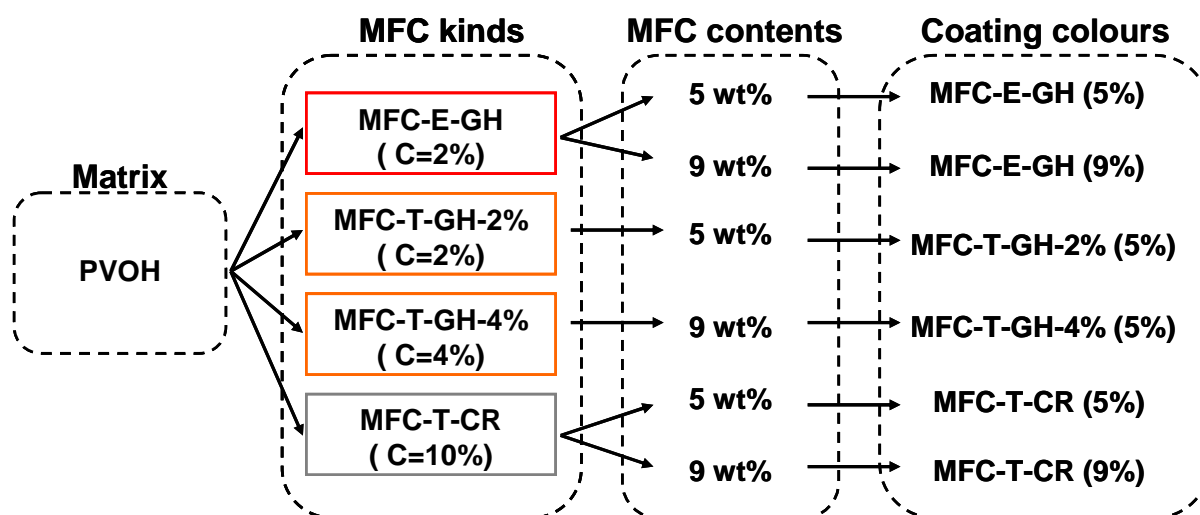 MFC kinds
MFC contents
Coating colours
Matrix
PVOH
MFC-E-GH
( C=2%)
MFC-T-GH-2%
(C=2%)
MFC-T-GH-4%
( C=4%)
MFC-T-CR
( C=10%)
5 wt%
9 wt%
5 wt%
9 wt%
5 wt%
9 wt%
MFC-E-GH (5%)
MFC-E-GH (9%)
MFC-T-GH-2% (5%)
MFC-T-GH-4% (5%)
MFC-T-CR (5%)
MFC-T-CR (9%)